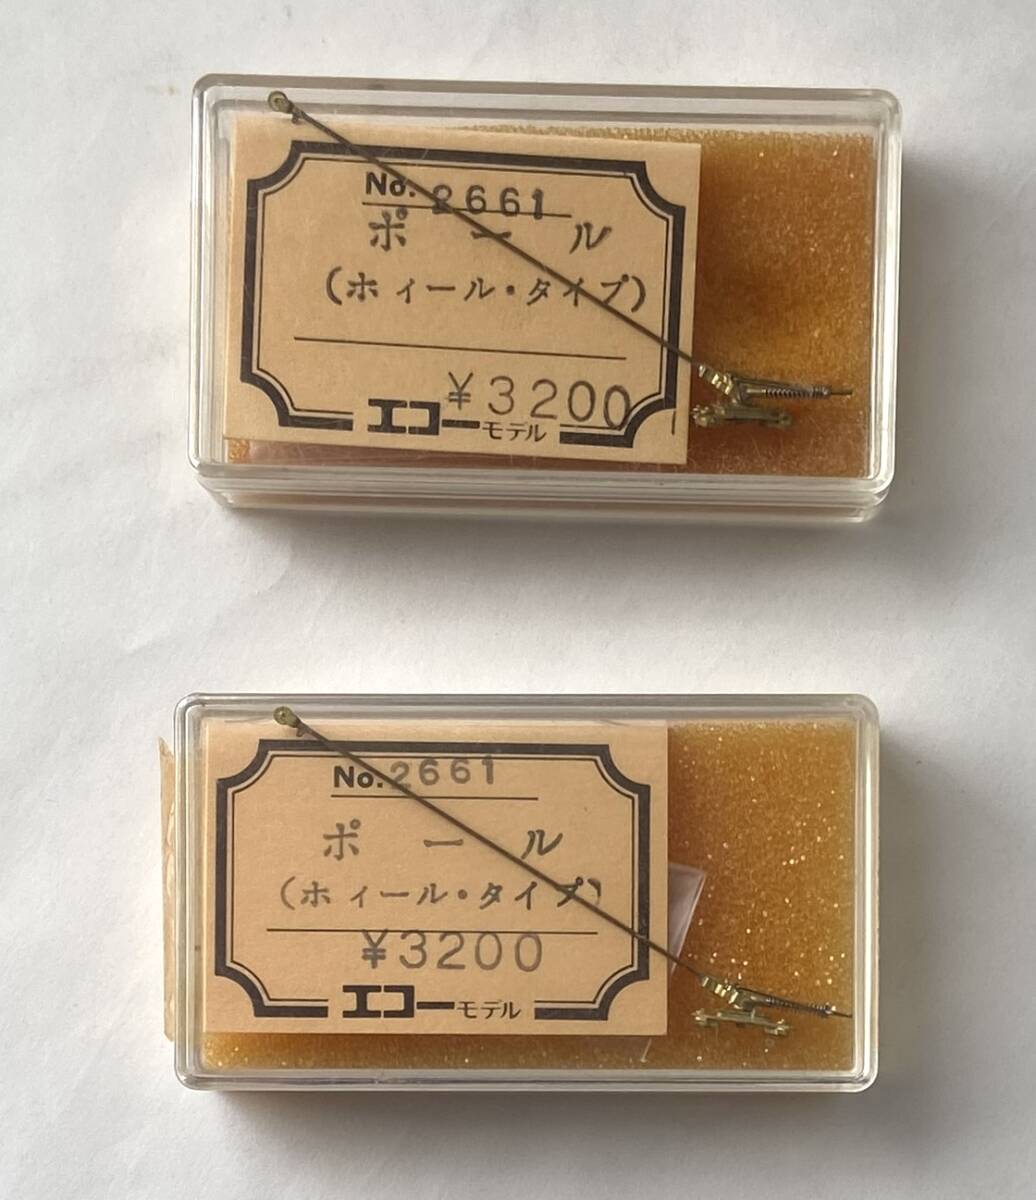 No. 2661
ポール
(ホィール・タイプ)
¥3200
エコーモデル
No. 2661
ポール
(ホィール・タイプ)
¥3200
エコーモデル